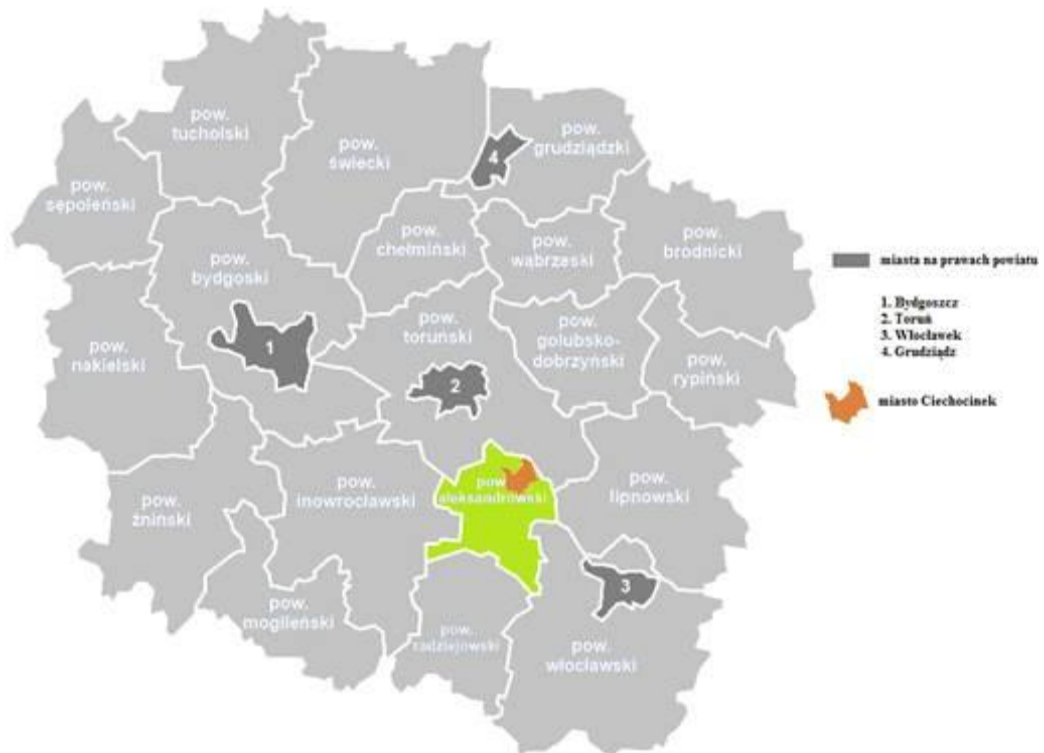 pow.
tucholski
pow.
świecki
pow.
grudziądzki
4
pow.
sępoleński
pow.
chełmiński
pow.
wąbrzeski
pow.
brodnicki
pow.
bydgoski
1
pow.
nakielski
pow.
toruński
2
pow.
golubsko-
dobrzyński
pow.
rypiński
pow.
żniński
pow.
inowrocławski
pow.
aleksandrowski
pow.
lipnowski
pow.
mogileński
pow.
radziejowski
3
pow.
włocławski
miasta na prawach powiatu
1. Bydgoszcz
2. Toruń
3. Włocławek
4. Grudziądz
miasto Ciechocinek